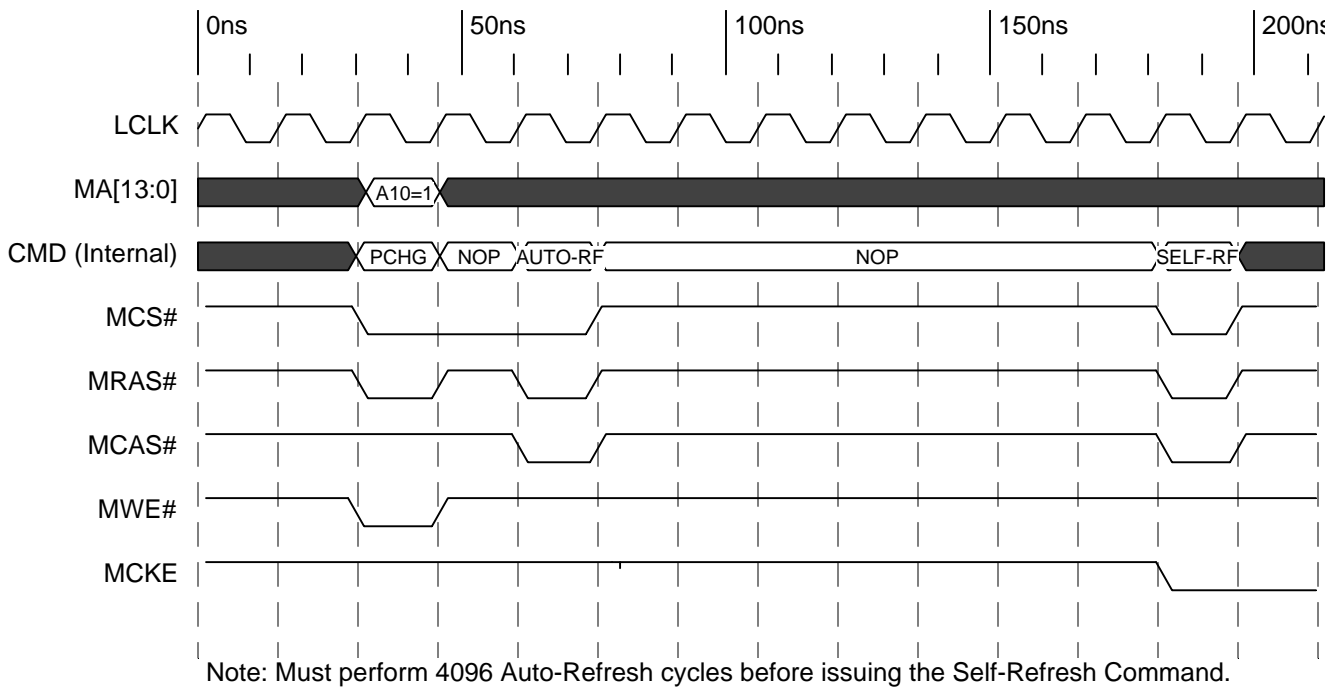 0ns 50ns 100ns 150ns 200ns
LCLK
MA[13:0] A10=1
CMD (Internal) PCHG NOP AUTO-RF NOP SELF-RF
MCS#
MRAS#
MCAS#
MWE#
MCKE
Note: Must perform 4096 Auto-Refresh cycles before issuing the Self-Refresh Command.